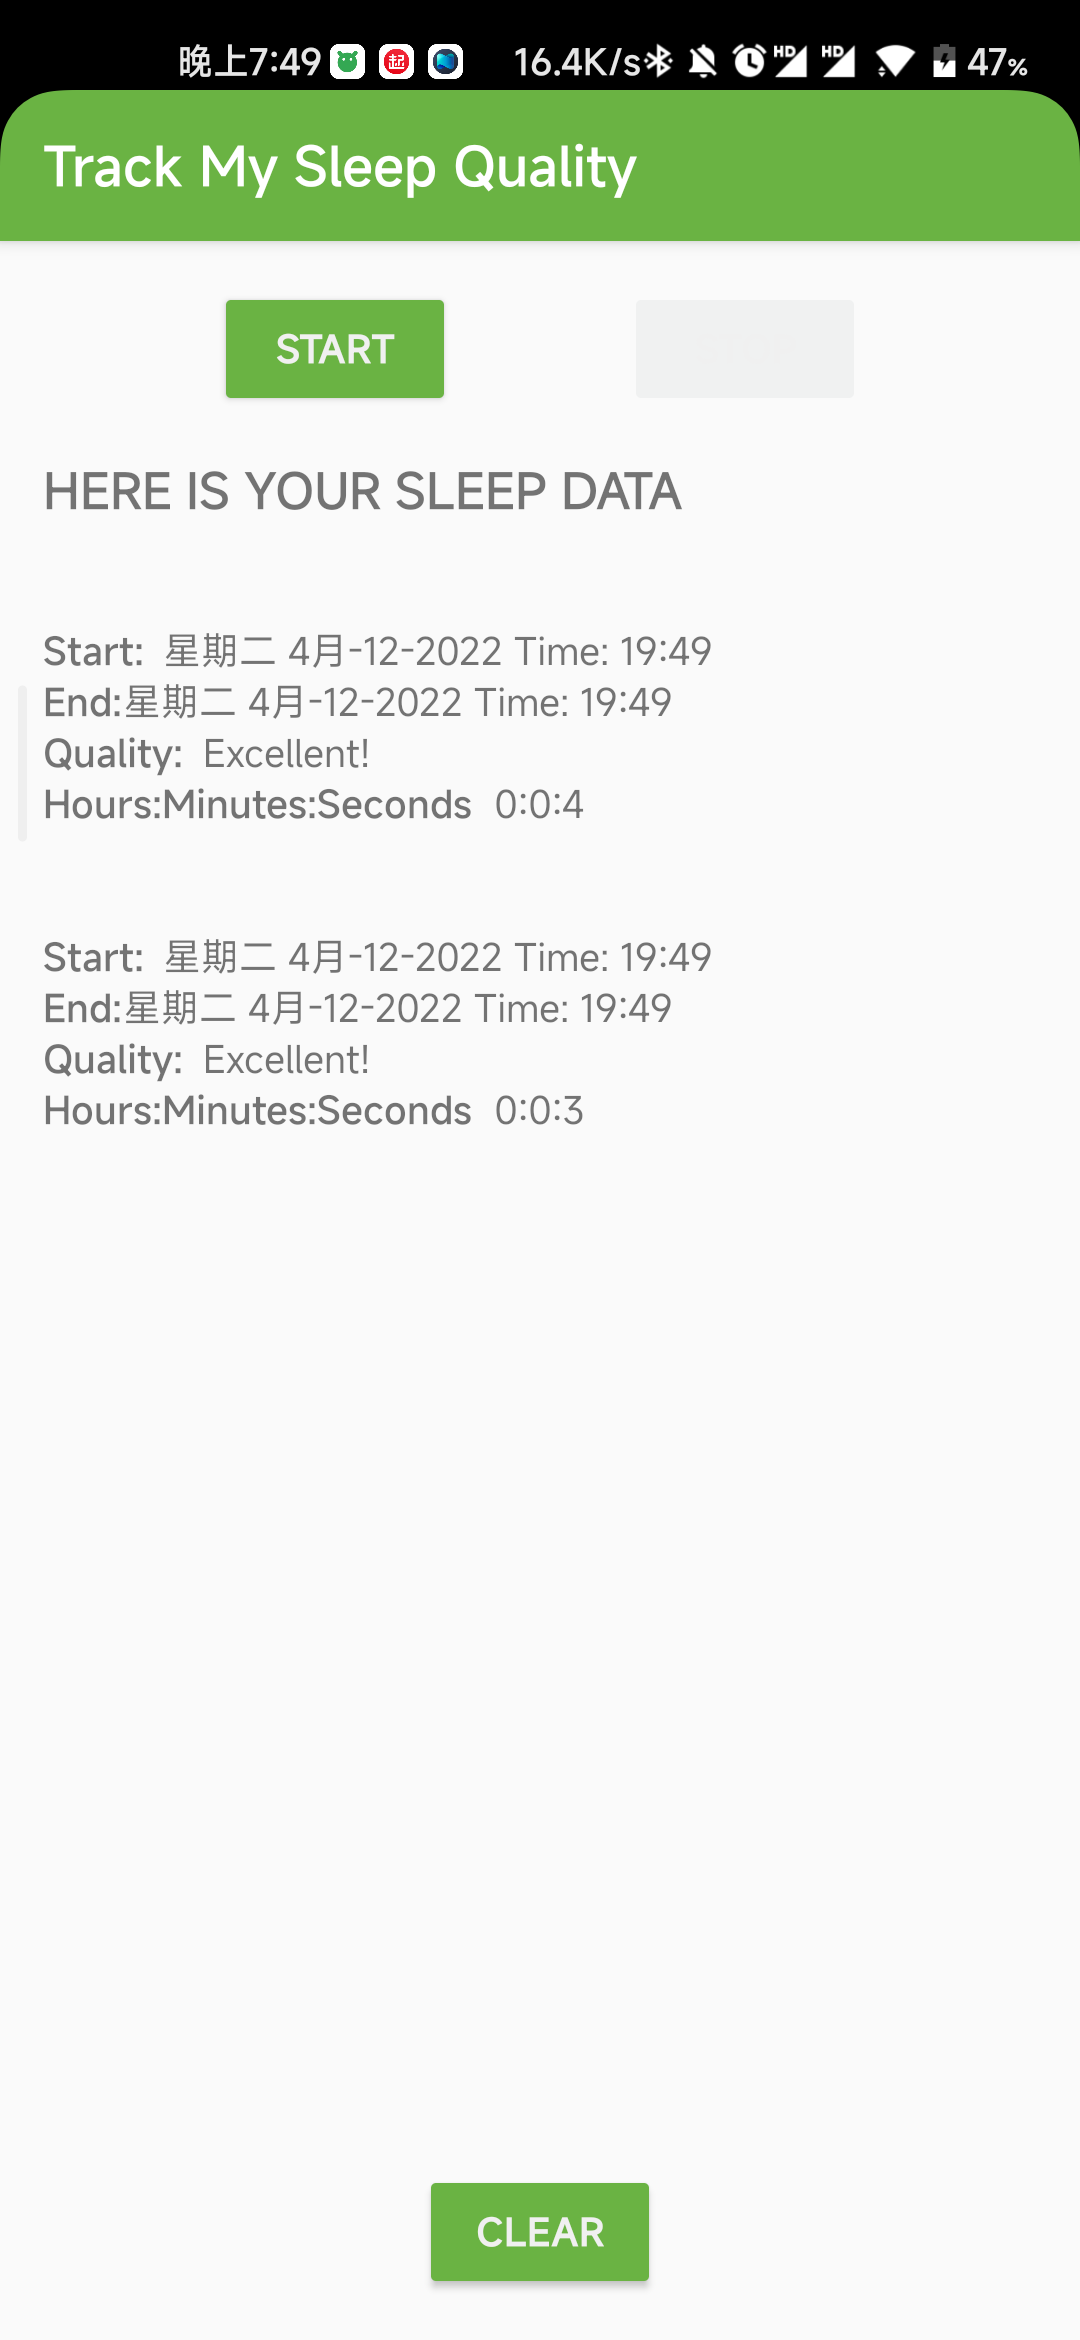 晚上7:49 起 16.4K/s HD HD 47%
Track My Sleep Quality
START
HERE IS YOUR SLEEP DATA
Start: 星期二 4月-12-2022 Time: 19:49
End:星期二 4月-12-2022 Time: 19:49
Quality: Excellent!
Hours:Minutes:Seconds 0:0:4
Start: 星期二 4月-12-2022 Time: 19:49
End:星期二 4月-12-2022 Time: 19:49
Quality: Excellent!
Hours:Minutes:Seconds 0:0:3
CLEAR